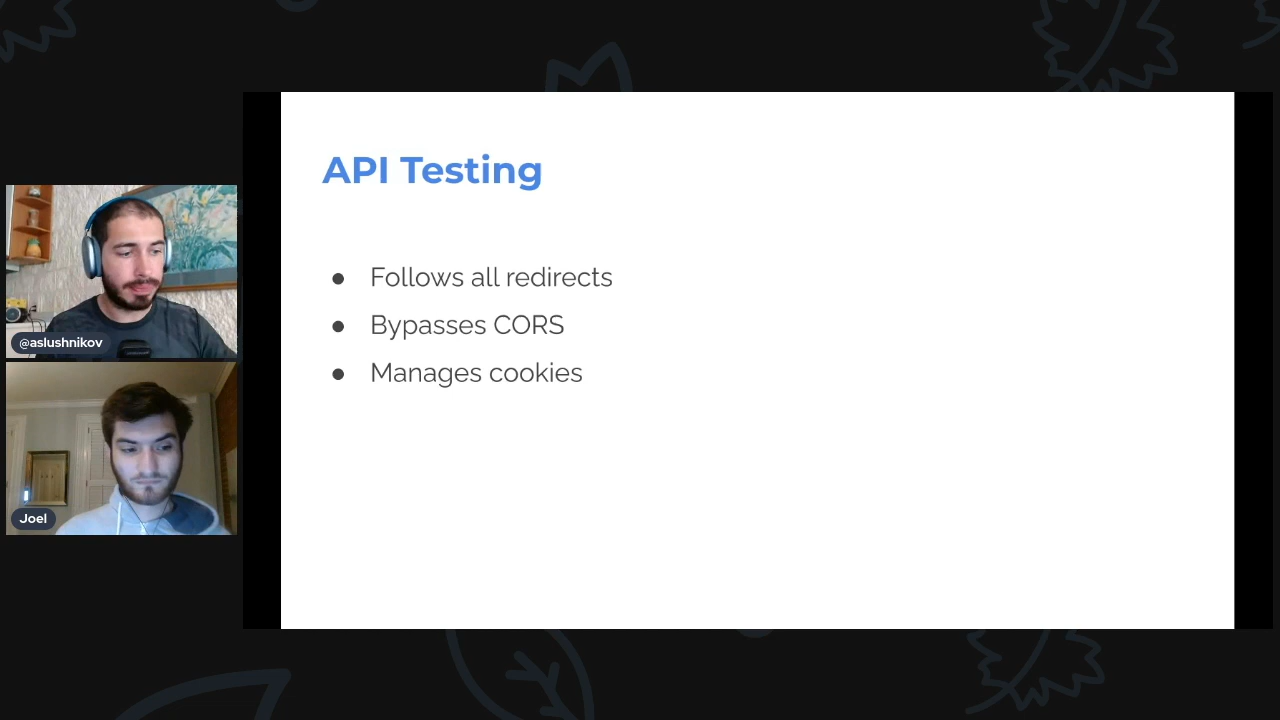 API Testing
● Follows all redirects
● Bypasses CORS
● Manages cookies
@aslushnikov
Joel